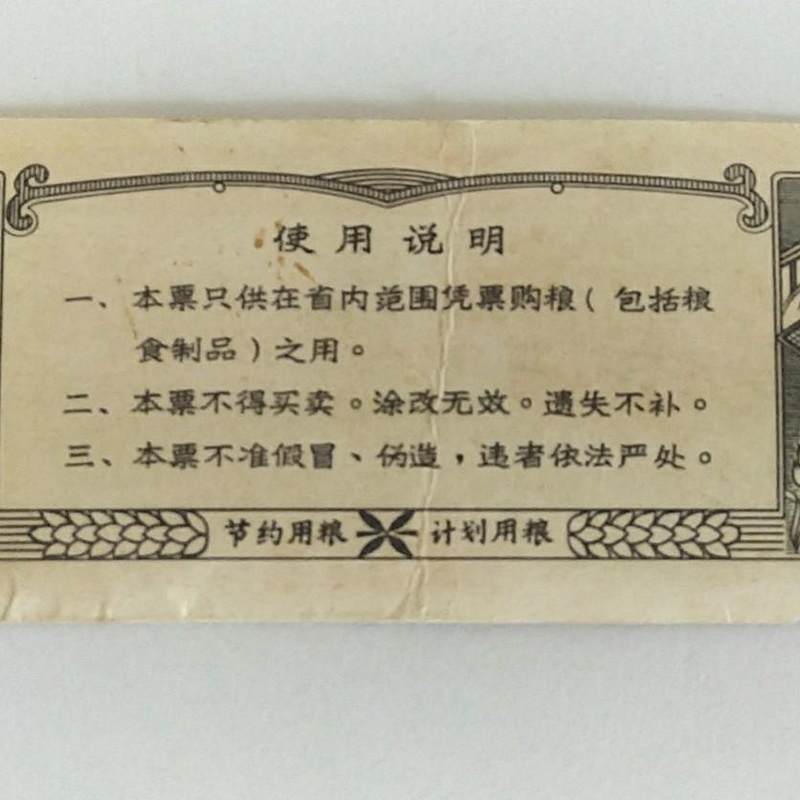 使用说明
一、本票只供在省内范围凭票购粮(包括粮
食制品)之用。
二、本票不得买卖。涂改无效。遗失不补。
三、本票不准假冒、伪造，违者依法严处。
节约用粮 计划用粮